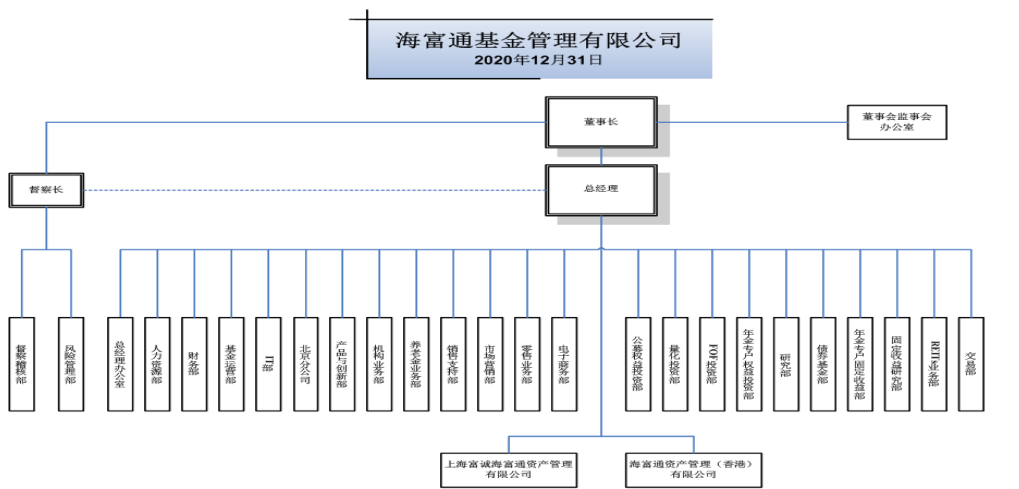 海富通基金管理有限公司
2020年12月31日
董事长
董事会监事会
办公室
督察长
总经理
督察稽核部
风险管理部
总经理办公室
人力资源部
财务部
基金运营部
IT部
北京分公司
产品与创新部
机构业务部
养老金业务部
销售支持部
市场营销部
零售业务部
电子商务部
公募权益投资部
量化投资部
FOF投资部
年金专户权益投资部
研究部
债券基金部
年金专户固定收益部
固定收益研究部
REITs业务部
交易部
上海富诚海富通资产管理
有限公司
海富通资产管理（香港）
有限公司